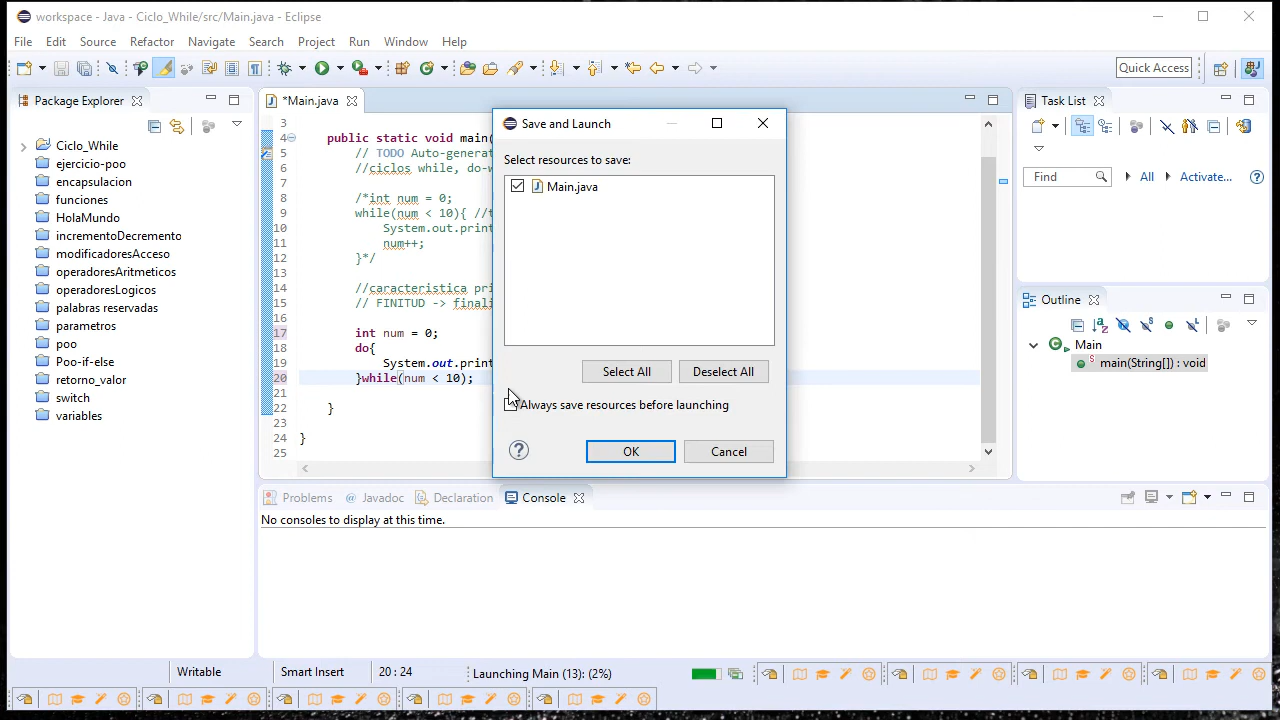 workspace - Java - Ciclo_While/src/Main.java - Eclipse
File Edit Source Refactor Navigate Search Project Run Window Help
Quick Access
Package Explorer
Ciclo_While
ejercicio-poo
encapsulacion
funciones
HolaMundo
incrementoDecremento
modificadoresAcceso
operadoresAritmeticos
operadoresLogicos
palabras reservadas
parametros
poo
Poo-if-else
retorno_valor
switch
variables
*Main.java
3
4 public static void main(
5 // TODO Auto-generat
6 //ciclos while, do-w
7
8 /*int num = 0;
9 while(num < 10){ //t
10 System.out.print
11 num++;
12 }*/
13
14 //caracteristica pri
15 // FINITUD -> finali
16
17 int num = 0;
18 do{
19 System.out.print
20 }while(num < 10);
21
22 }
23
24 }
25
Save and Launch
Select resources to save:
Main.java
Select All Deselect All
Always save resources before launching
OK Cancel
Task List
Find All Activate...
Outline
Main
main(String[]) : void
Problems @ Javadoc Declaration Console
No consoles to display at this time.
Writable Smart Insert 20 : 24 Launching Main (13): (2%)